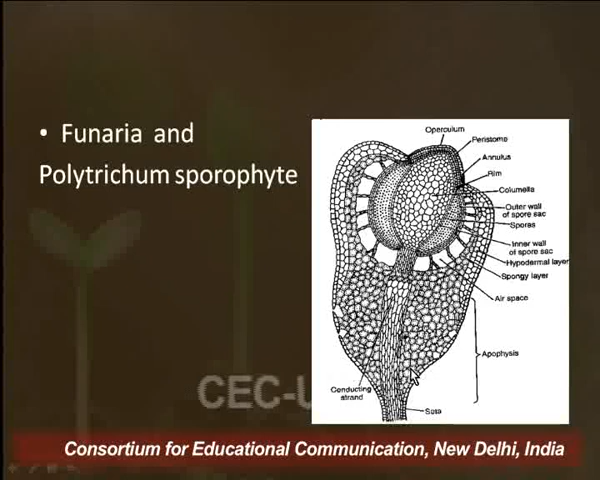 • Funaria and
Polytrichum sporophyte
Operculum
Peristome
Annulus
Rim
Columella
Outer wall
of spore sac
Spores
Inner wall
of spore sac
Hypodermal layer
Spongy layer
Air space
Apophysis
Conducting
strand
Seta
CEC-U
Consortium for Educational Communication, New Delhi, India